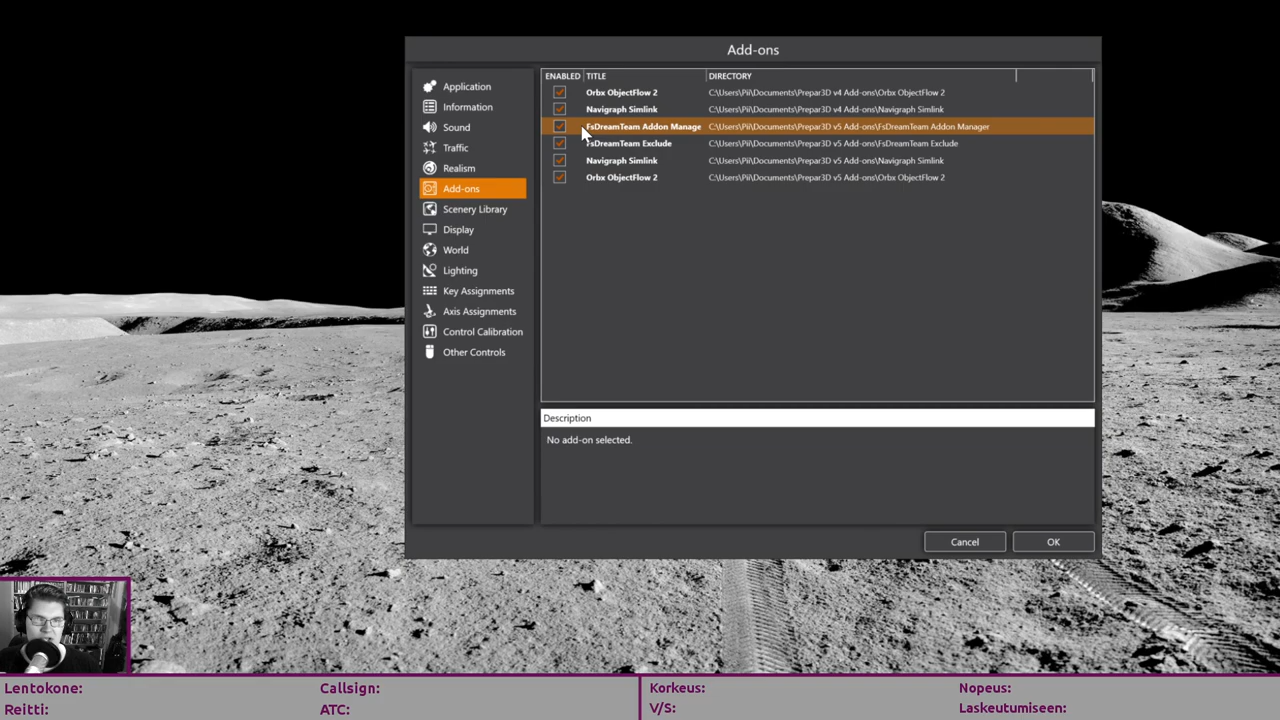 Add-ons
Application
Information
Sound
Traffic
Realism
Add-ons
Scenery Library
Display
World
Lighting
Key Assignments
Axis Assignments
Control Calibration
Other Controls
ENABLED TITLE DIRECTORY
Orbx ObjectFlow 2 C:\Users\Pii\Documents\Prepar3D v4 Add-ons\Orbx ObjectFlow 2
Navigraph Simlink C:\Users\Pii\Documents\Prepar3D v4 Add-ons\Navigraph Simlink
FsDreamTeam Addon Manage C:\Users\Pii\Documents\Prepar3D v5 Add-ons\FsDreamTeam Addon Manager
FsDreamTeam Exclude C:\Users\Pii\Documents\Prepar3D v5 Add-ons\FsDreamTeam Exclude
Navigraph Simlink C:\Users\Pii\Documents\Prepar3D v5 Add-ons\Navigraph Simlink
Orbx ObjectFlow 2 C:\Users\Pii\Documents\Prepar3D v5 Add-ons\Orbx ObjectFlow 2
Description
No add-on selected.
Cancel OK
Lentokone: Callsign: Korkeus: Nopeus:
Reitti: ATC: V/S: Laskeutumiseen: